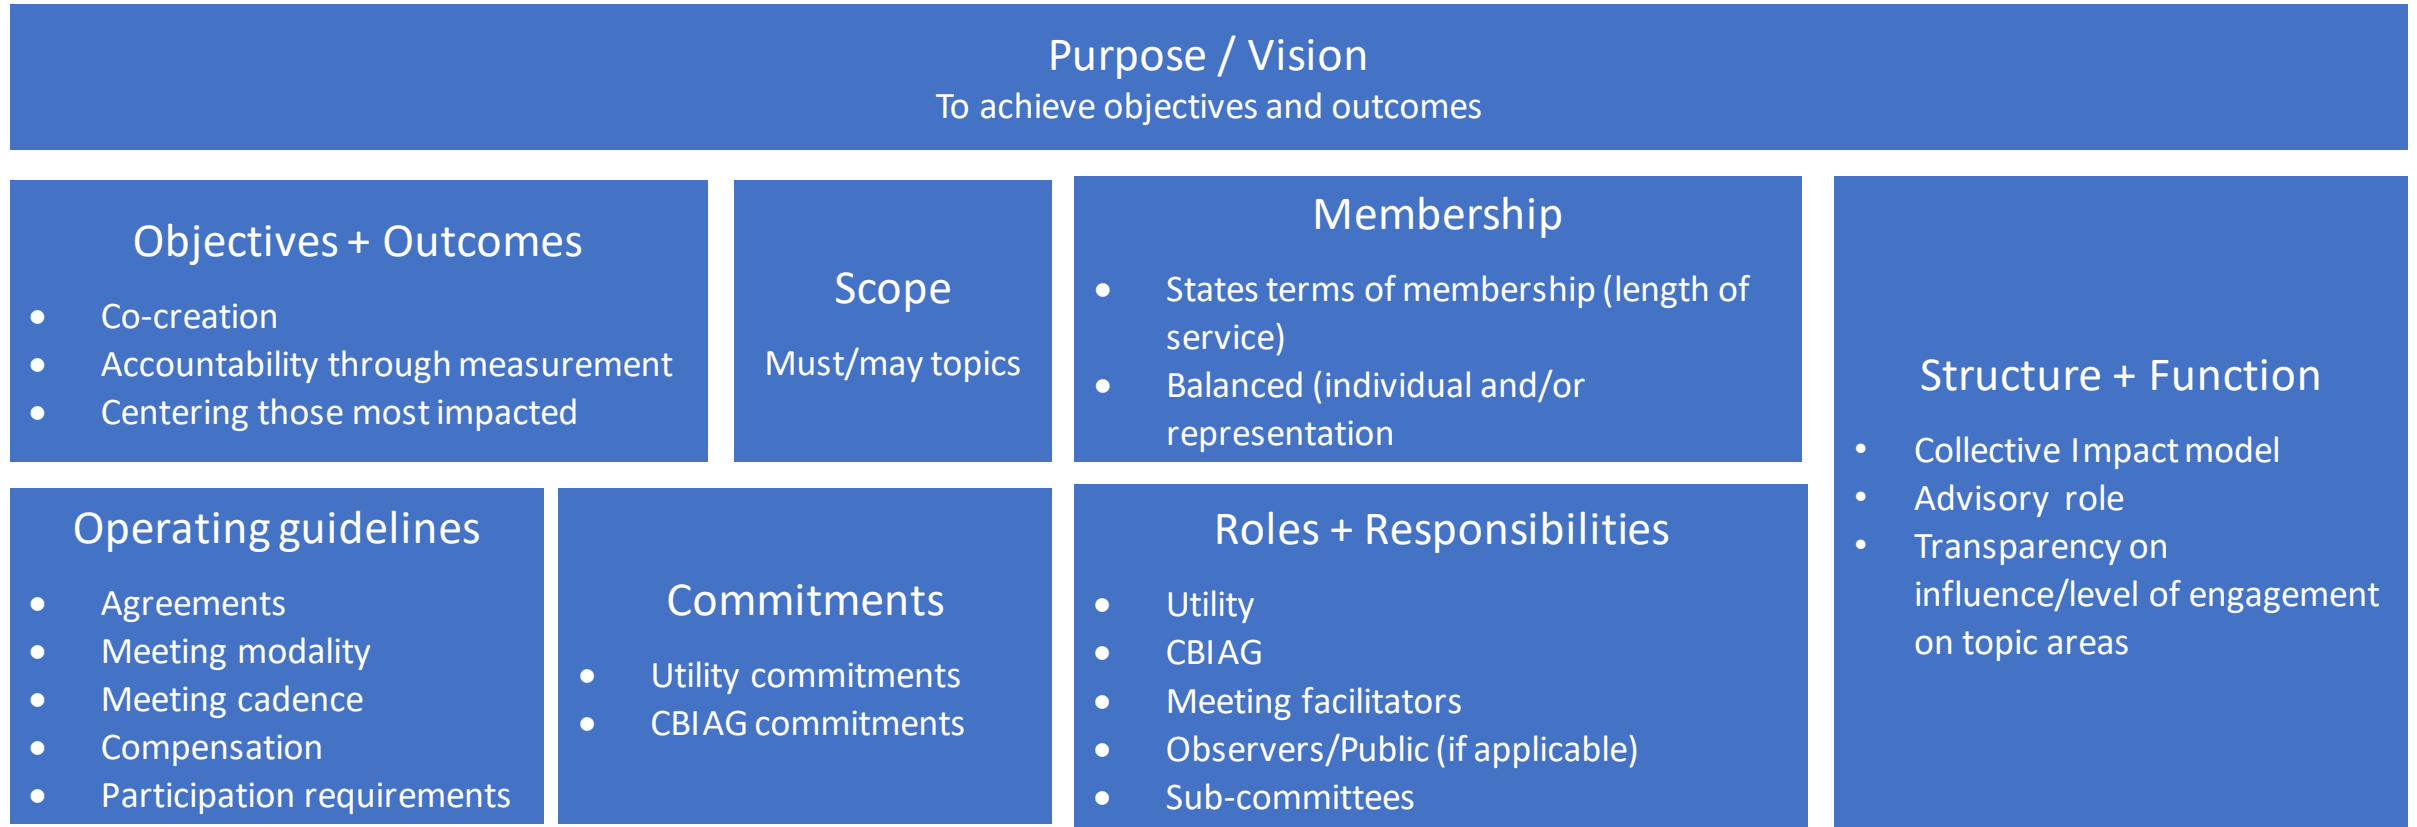 Purpose / Vision
To achieve objectives and outcomes
Objectives + Outcomes
• Co-creation
• Accountability through measurement
• Centering those most impacted
Scope
Must/may topics
Membership
• States terms of membership (length of
service)
• Balanced (individual and/or
representation
Structure + Function
• Collective Impact model
• Advisory role
• Transparency on
influence/level of engagement
on topic areas
Operating guidelines
• Agreements
• Meeting modality
• Meeting cadence
• Compensation
• Participation requirements
Commitments
• Utility commitments
• CBIAG commitments
Roles + Responsibilities
• Utility
• CBIAG
• Meeting facilitators
• Observers/Public (if applicable)
• Sub-committees